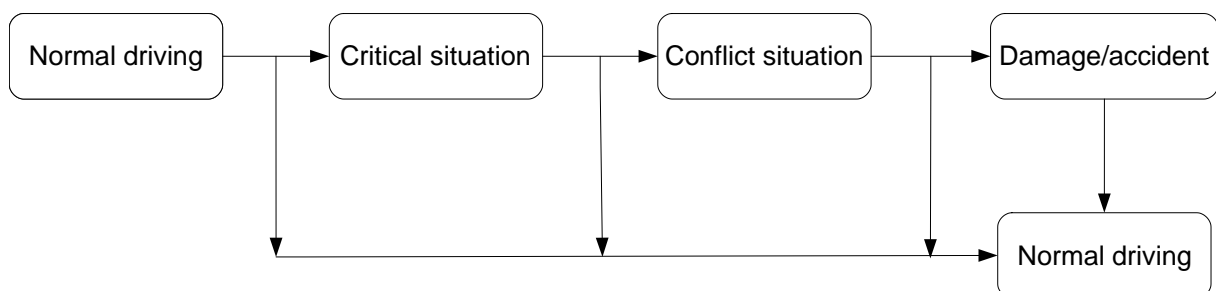 Normal driving
Critical situation
Conflict situation
Damage/accident
Normal driving